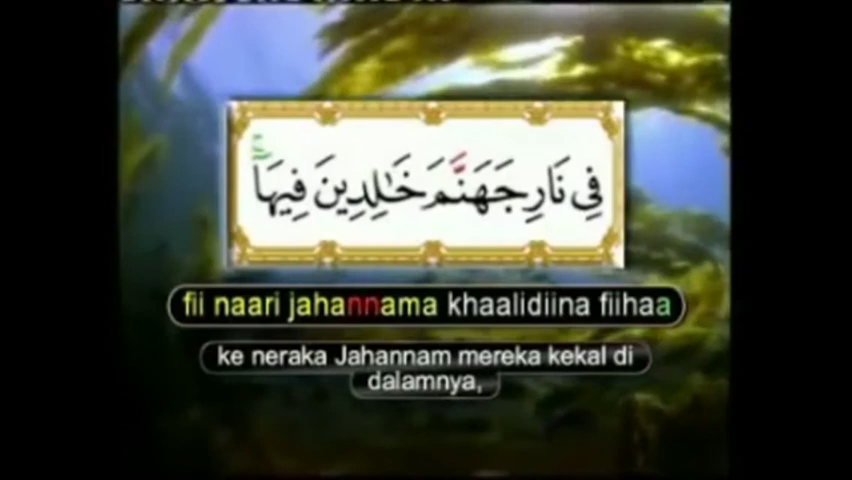 فِي نَارِ جَهَنَّمَ خَٰلِدِينَ فِيهَآۚ
fii naari jahannama khaalidiina fiihaa
ke neraka Jahannam mereka kekal di
dalamnya,